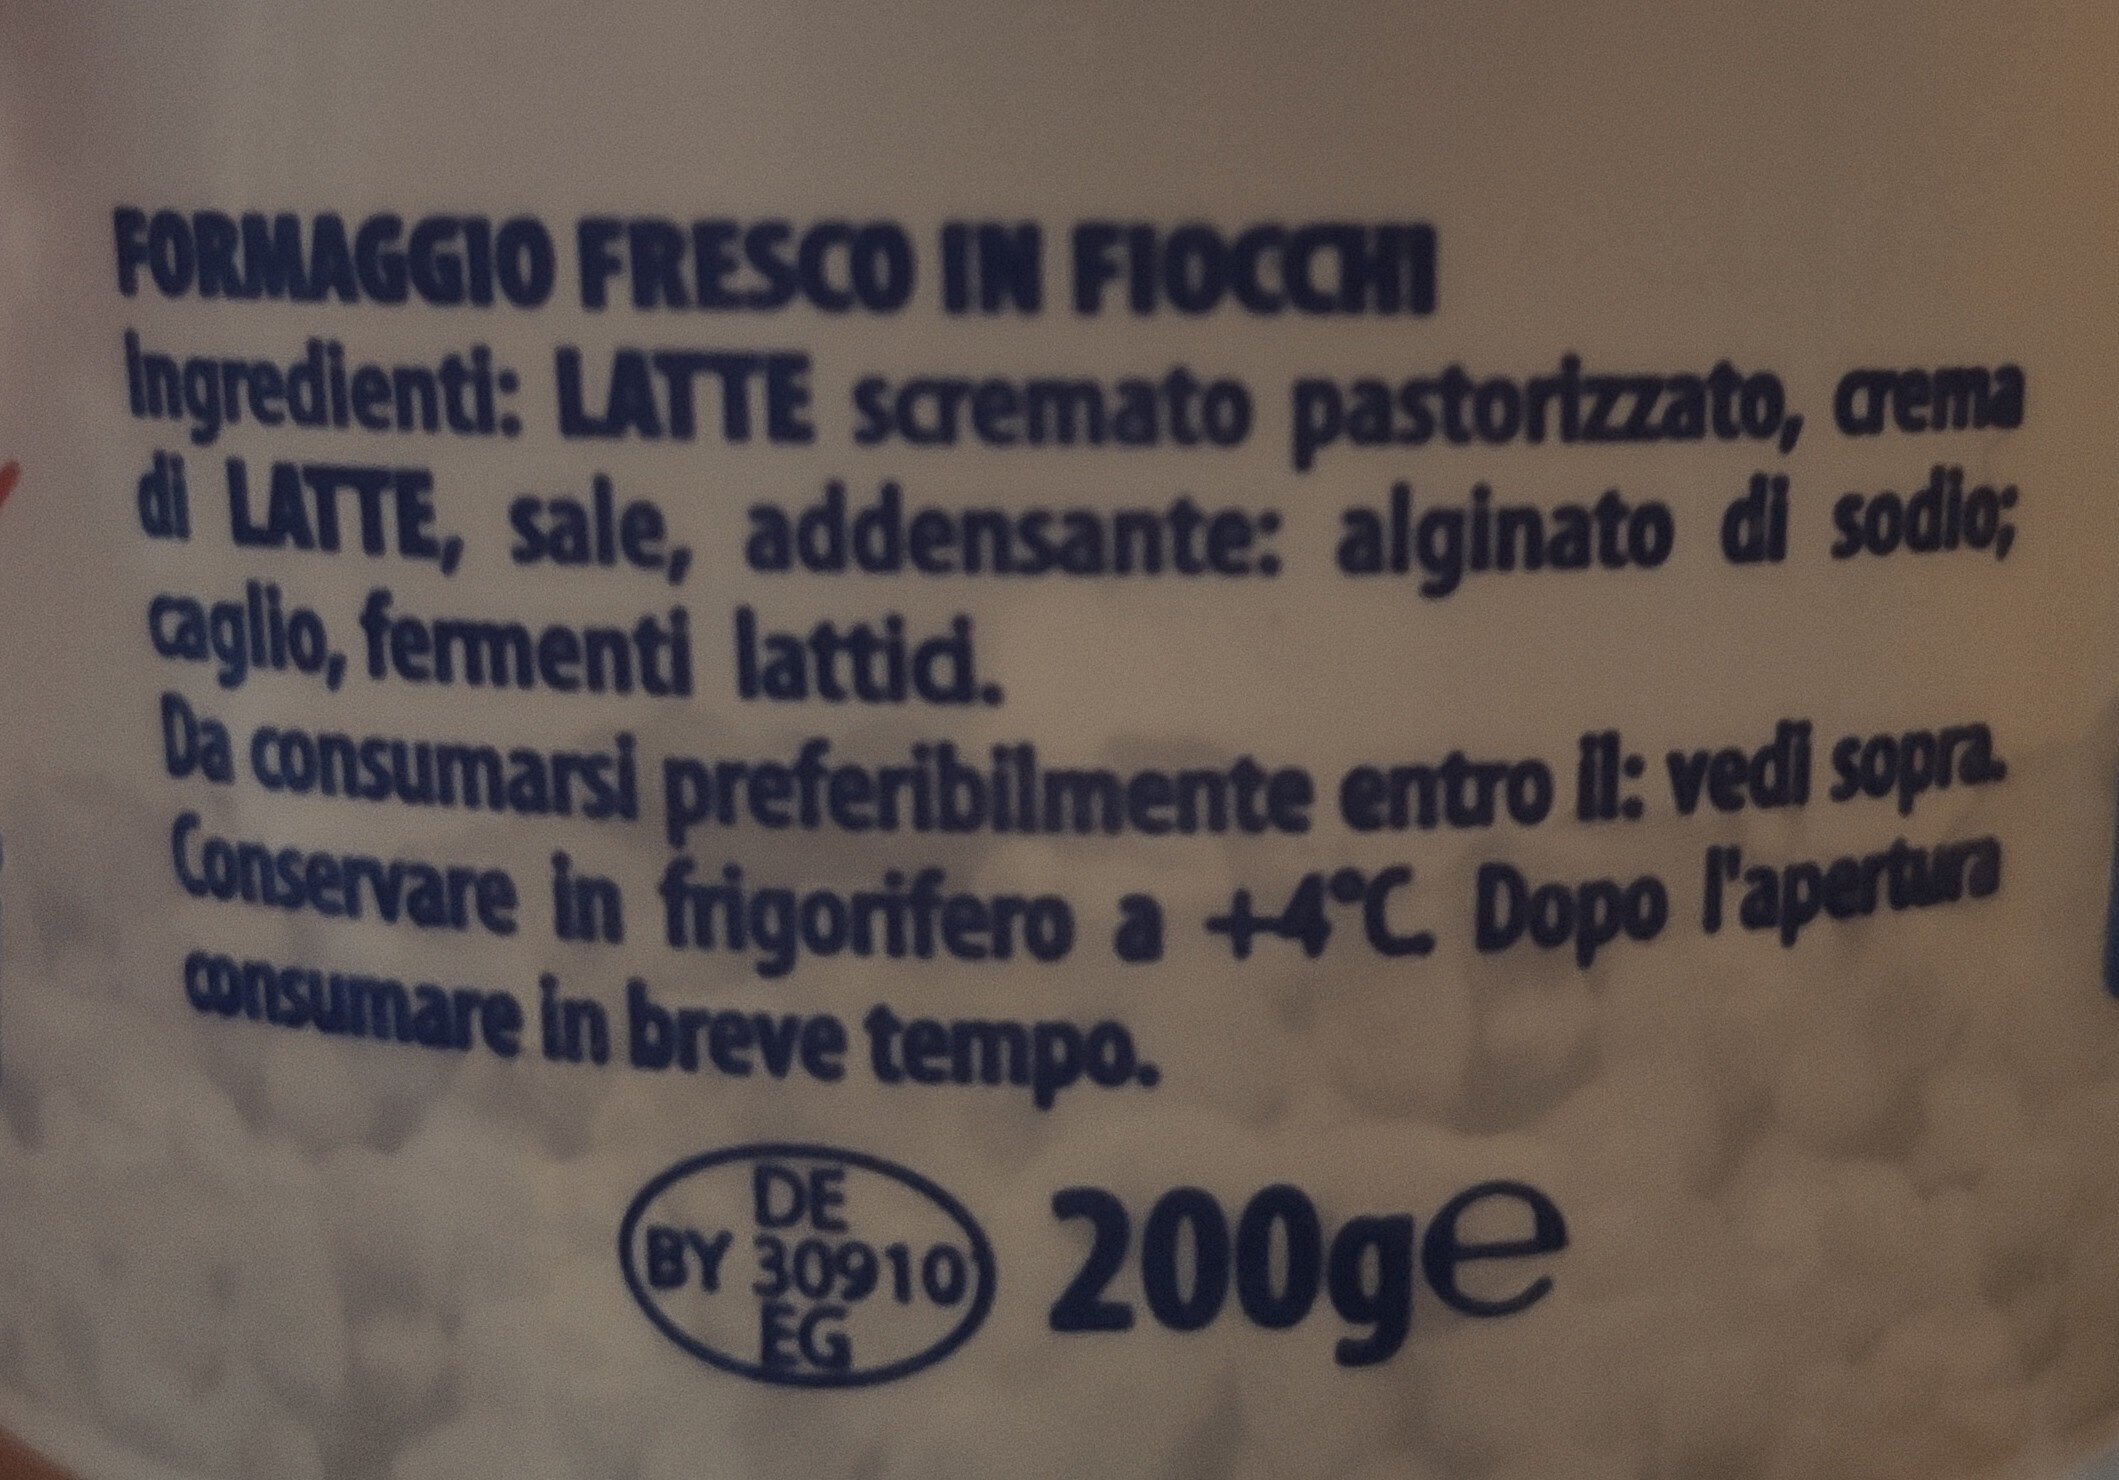 FORMAGGIO FRESCO IN FIOCCHI
Ingredienti: LATTE scremato pastorizzato, crema
di LATTE, sale, addensante: alginato di sodio;
caglio, fermenti lattici.
Da consumarsi preferibilmente entro il: vedi sopra.
Conservare in frigorifero a +4°C. Dopo l'apertura
consumare in breve tempo.
DE
BY 30910
EG
200g e